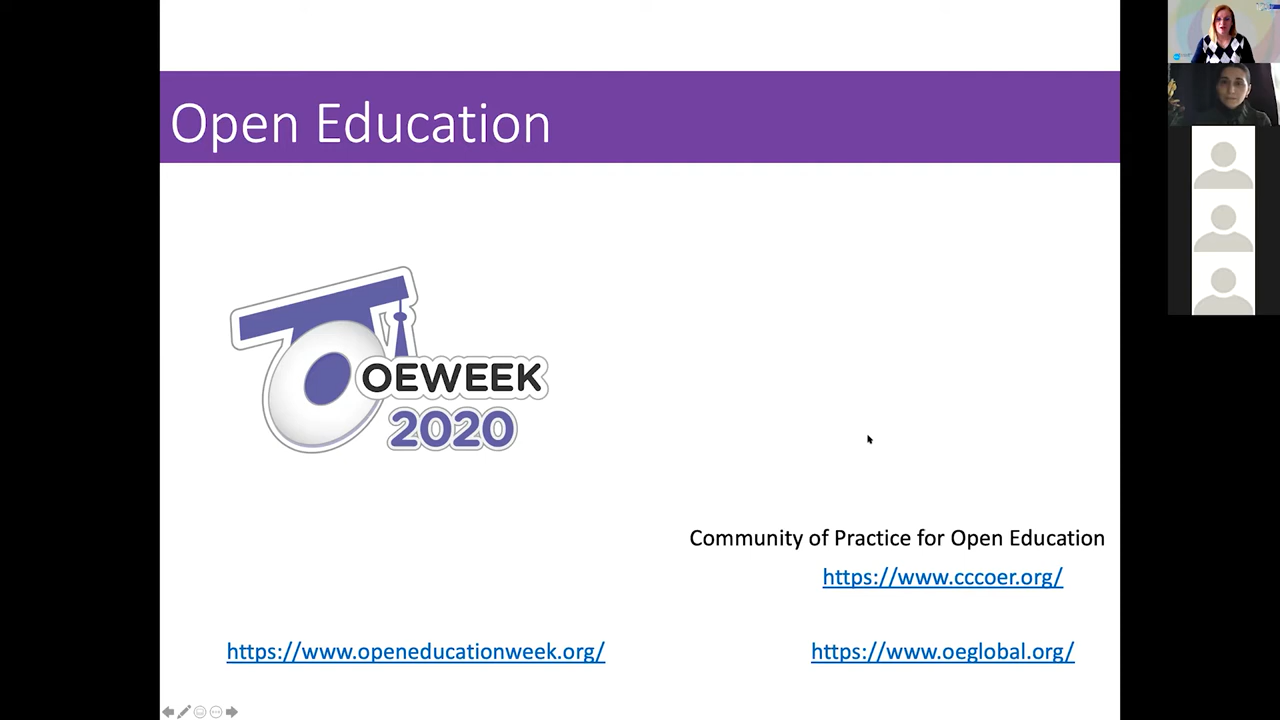 Open Education
OEWEEK
2020
Community of Practice for Open Education
https://www.cccoer.org/
https://www.openeducationweek.org/
https://www.oeglobal.org/